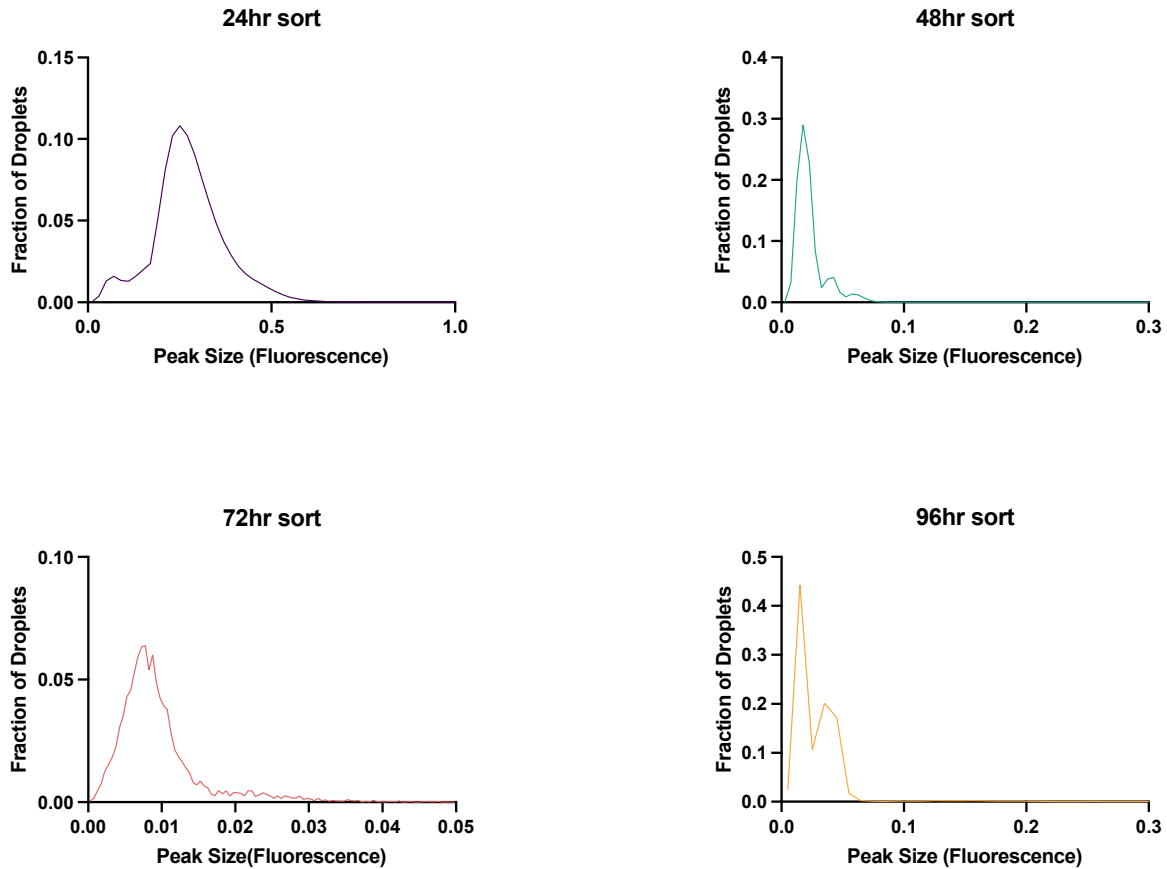 24hr sort
0.15
0.10
0.05
0.00
Fraction of Droplets
0.0
0.5
1.0
Peak Size (Fluorescence)
48hr sort
0.4
0.3
0.2
0.1
0.0
Fraction of Droplets
0.0
0.1
0.2
0.3
Peak Size (Fluorescence)
72hr sort
0.10
0.05
0.00
Fraction of Droplets
0.00
0.01
0.02
0.03
0.04
0.05
Peak Size(Fluorescence)
96hr sort
0.5
0.4
0.3
0.2
0.1
0.0
Fraction of Droplets
0.0
0.1
0.2
0.3
Peak Size (Fluorescence)